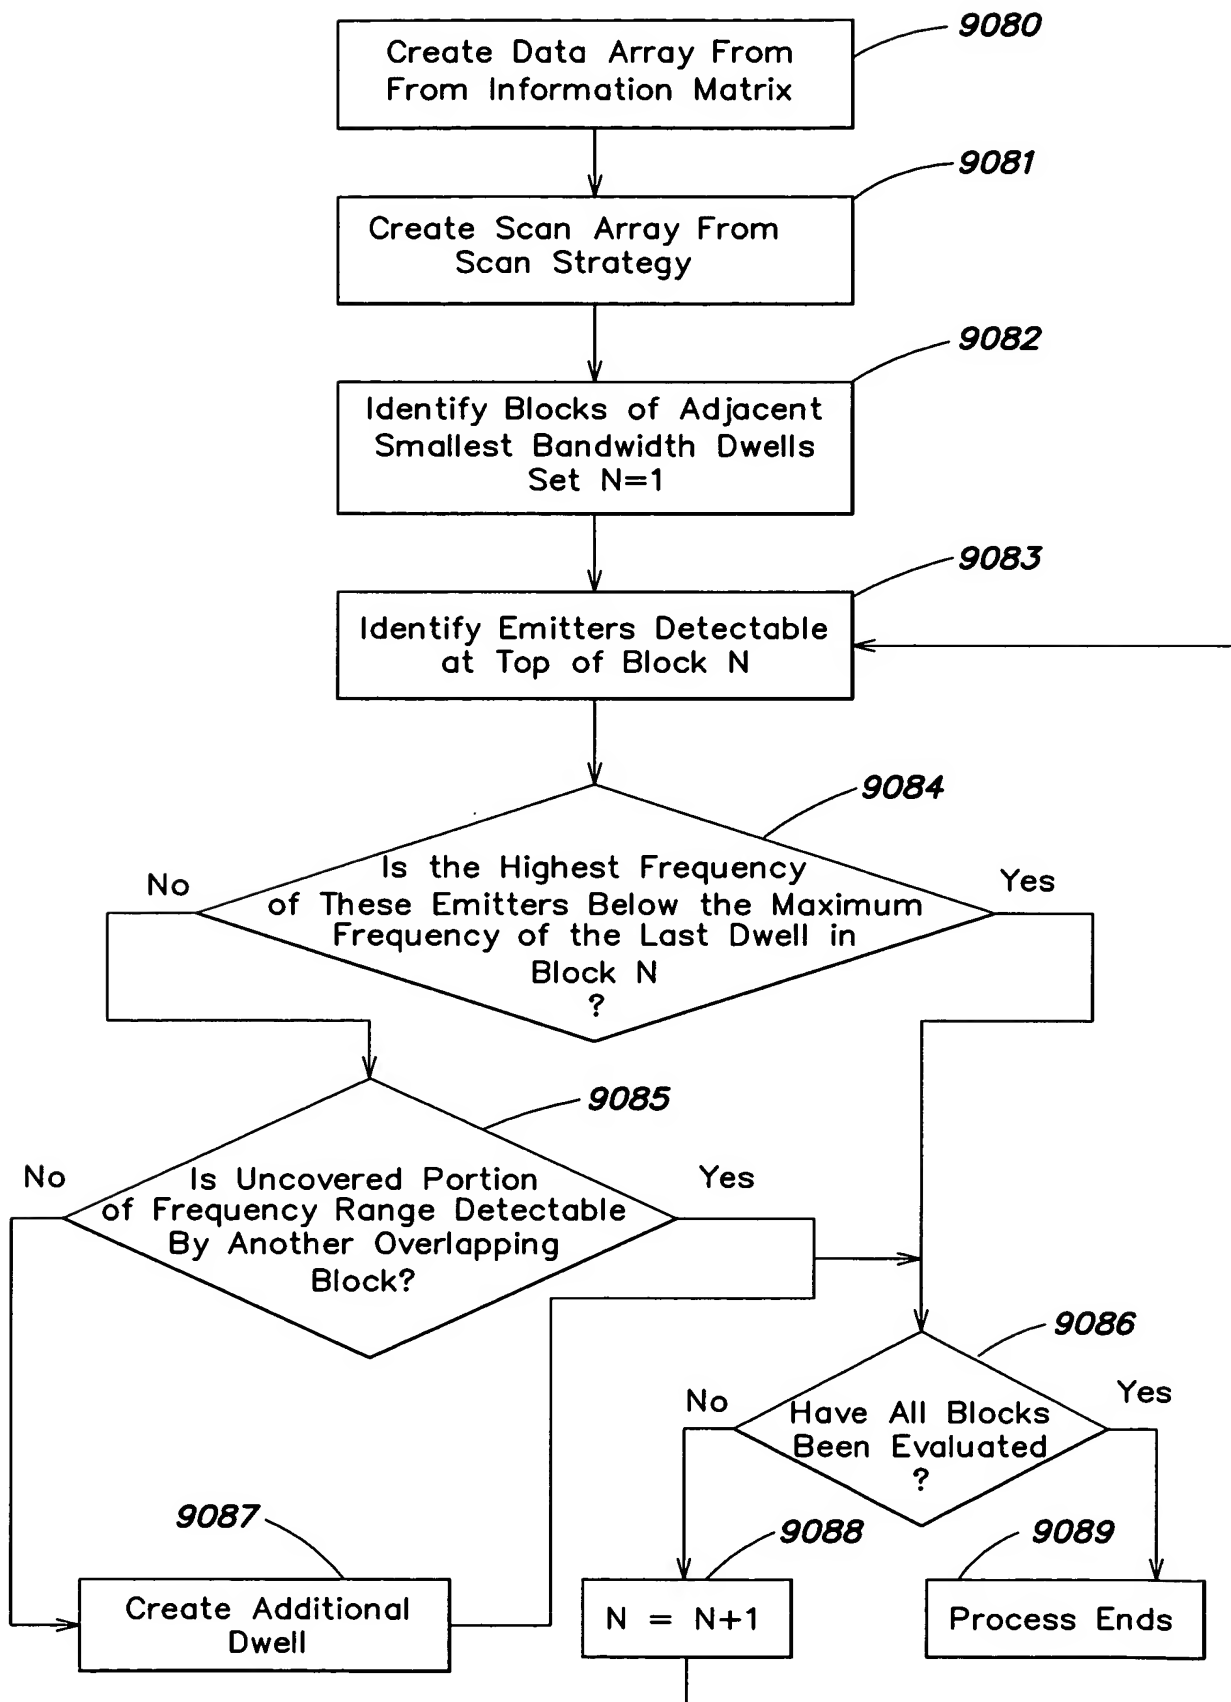 9080
Create Data Array From
From Information Matrix
9081
Create Scan Array From
Scan Strategy
9082
Identify Blocks of Adjacent
Smallest Bandwidth Dwells
Set N=1
9083
Identify Emitters Detectable
at Top of Block N
9084
No
Yes
Is the Highest Frequency
of These Emitters Below the Maximum
Frequency of the Last Dwell in
Block N
?
9085
No
Yes
Is Uncovered Portion
of Frequency Range Detectable
By Another Overlapping
Block?
9086
No
Yes
Have All Blocks
Been Evaluated
?
9087
Create Additional
Dwell
9088
N = N+1
9089
Process Ends